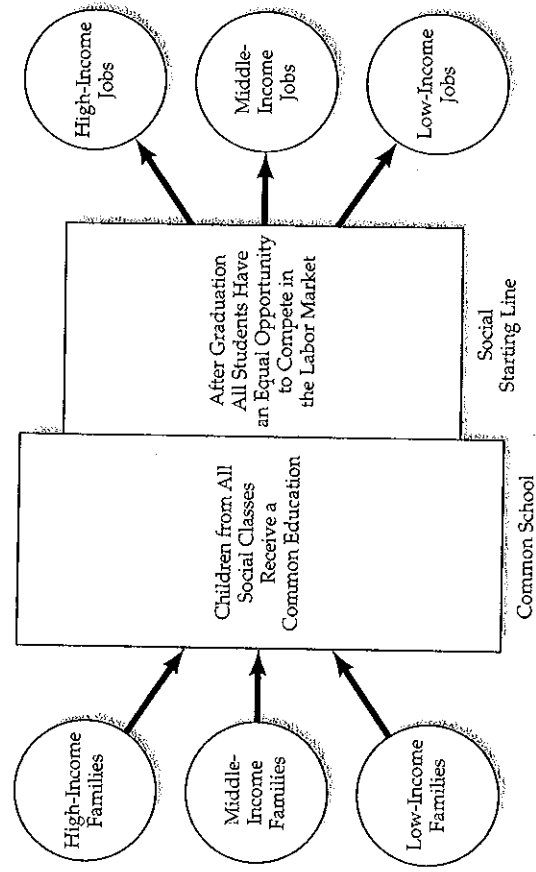 High-Income
Families
Middle-
Income
Families
Low-Income
Families
Children from All
Social Classes
Receive a
Common Education
Common School
After Graduation
All Students Have
an Equal Opportunity
to Compete in
the Labor Market
Social
Starting Line
High-Income
Jobs
Middle-
Income
Jobs
Low-Income
Jobs